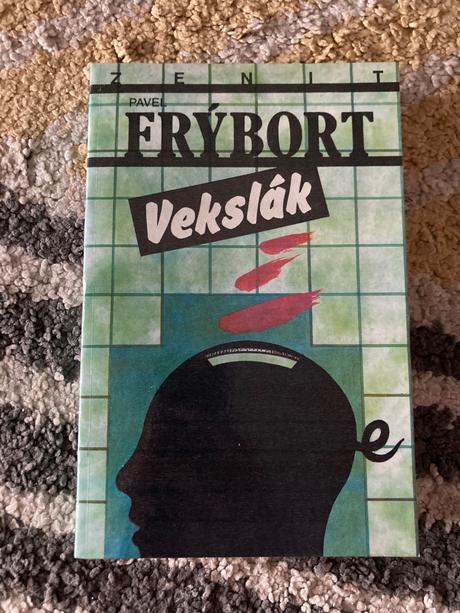 ZENIT
PAVEL
FRÝBORT
Vekslák